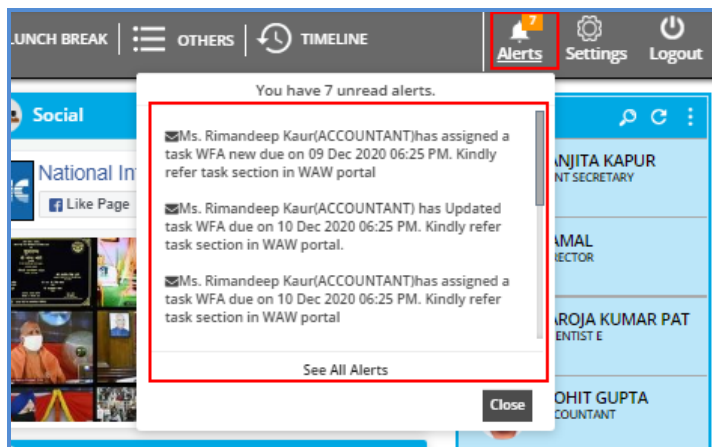 LUNCH BREAK
OTHERS
TIMELINE
7
Alerts
Settings
Logout
You have 7 unread alerts.
Ms. Rimandeep Kaur(ACCOUNTANT)has assigned a
task WFA new due on 09 Dec 2020 06:25 PM. Kindly
refer task section in WAW portal
Ms. Rimandeep Kaur(ACCOUNTANT) has Updated
task WFA due on 10 Dec 2020 06:25 PM. Kindly refer
task section in WAW portal.
Ms. Rimandeep Kaur(ACCOUNTANT)has assigned a
task WFA due on 10 Dec 2020 06:25 PM. Kindly refer
task section in WAW portal
See All Alerts
Close
Social
National In
Like Page
NJITA KAPUR
NT SECRETARY
AMAL
RECTOR
AROJA KUMAR PAT
ENTIST E
OHIT GUPTA
COUNTANT